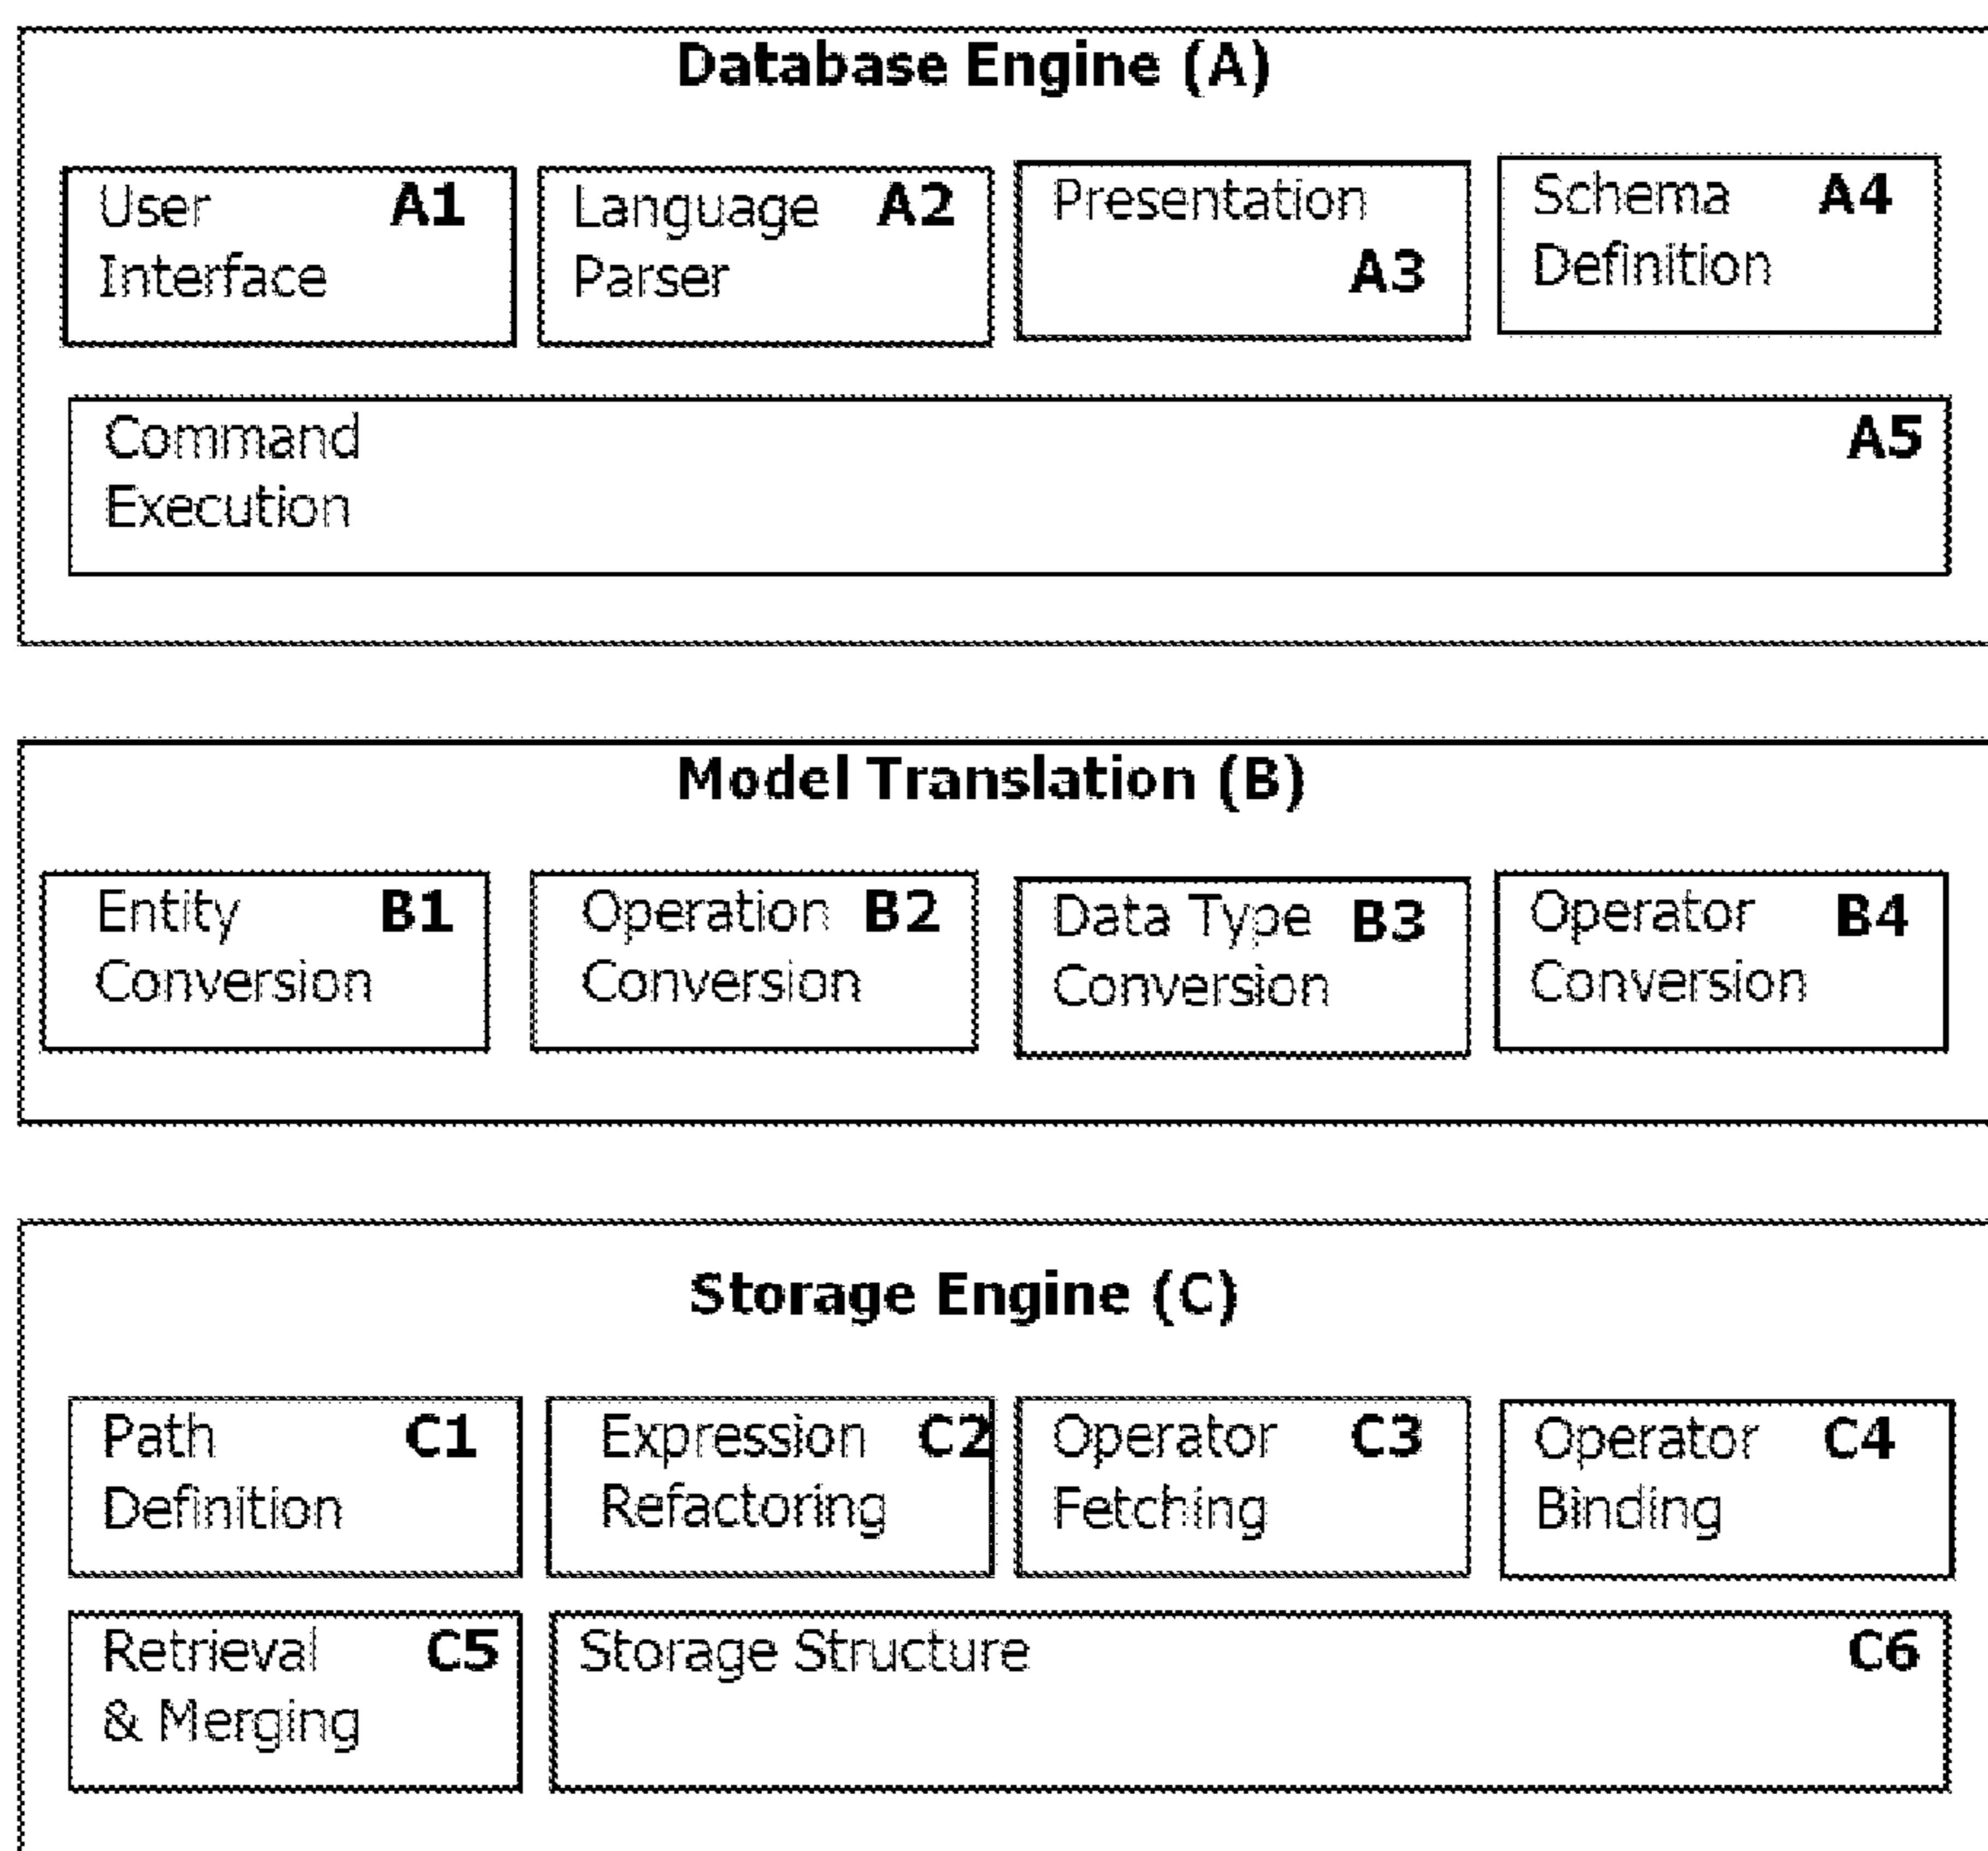 Database Engine (A)
User A1
Interface
Language A2
Parser
Presentation
A3
Schema A4
Definition
Command A5
Execution
Model Translation (B)
Entity B1
Conversion
Operation B2
Conversion
Data Type B3
Conversion
Operator B4
Conversion
Storage Engine (C)
Path C1
Definition
Expression C2
Refactoring
Operator C3
Fetching
Operator C4
Binding
Retrieval C5
& Merging
Storage Structure C6